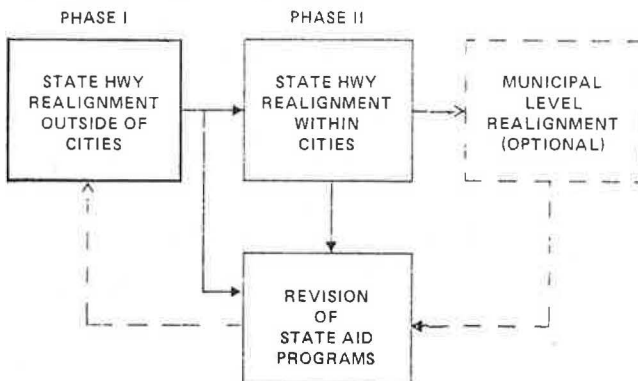 PHASE I
PHASE II
STATE HWY
REALIGNMENT
OUTSIDE OF
CITIES
STATE HWY
REALIGNMENT
WITHIN
CITIES
MUNICIPAL
LEVEL
REALIGNMENT
(OPTIONAL)
REVISION
OF
STATE AID
PROGRAMS